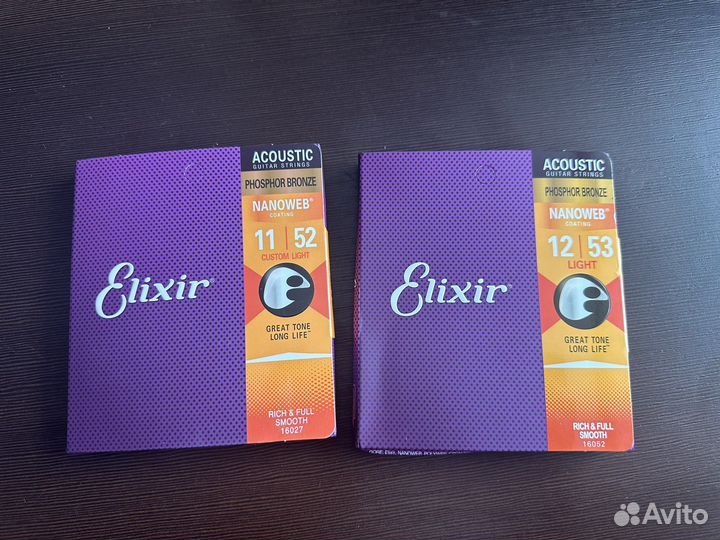 ACOUSTIC
GUITAR STRINGS
PHOSPHOR BRONZE
NANOWEB®
COATING
11 | 52
CUSTOM LIGHT
Elixir®
GREAT TONE
LONG LIFE™
RICH & FULL
SMOOTH
16027
ACOUSTIC
GUITAR STRINGS
PHOSPHOR BRONZE
NANOWEB®
COATING
12 | 53
LIGHT
Elixir®
GREAT TONE
LONG LIFE™
RICH & FULL
SMOOTH
16052
Avito